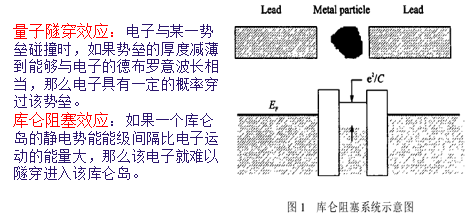 量子隧穿效应：电子与某一势
垒碰撞时，如果势垒的厚度减薄
到能够与电子的德布罗意波长相
当，那么电子具有一定的概率穿
过该势垒。
库仑阻塞效应：如果一个库仑
岛的静电势能能级间隔比电子运
动的能量大，那么该电子就难以
隧穿进入该库仑岛。
Lead Metal particle Lead
e²/C
E_F
图 1 库仑阻塞系统示意图